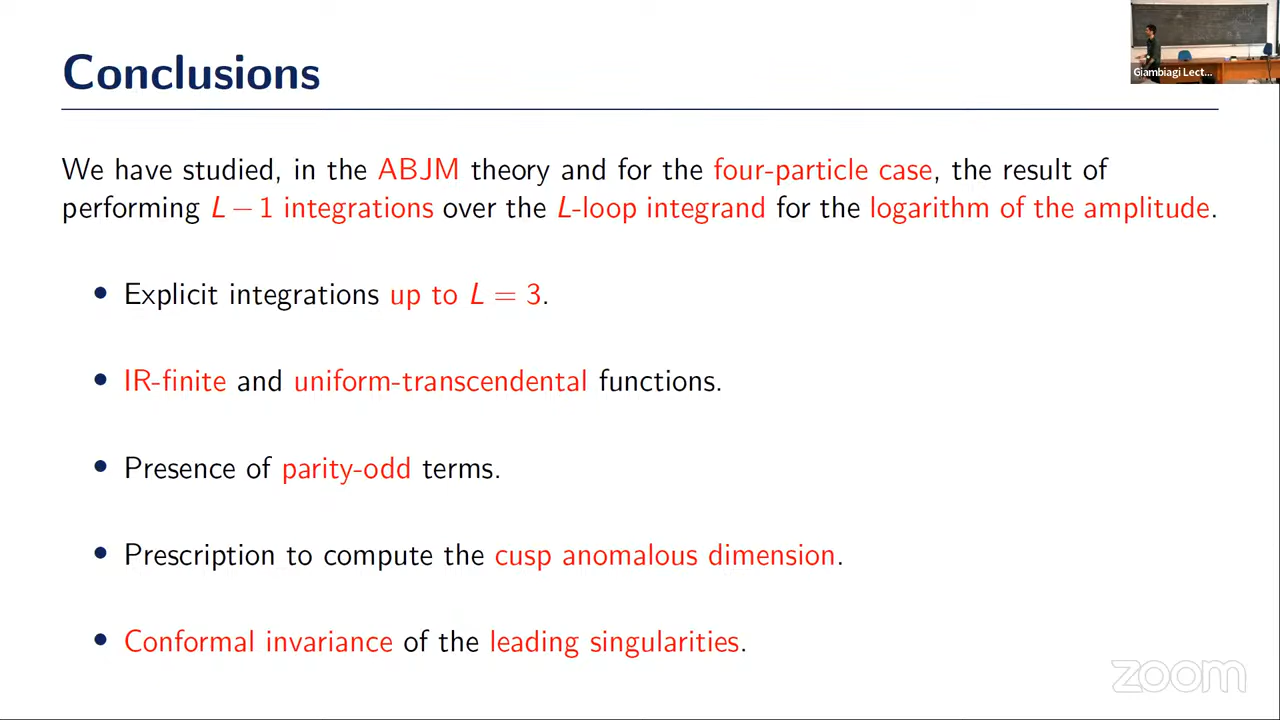 Conclusions
Giambiagi Lect...
We have studied, in the ABJM theory and for the four-particle case, the result of
performing L − 1 integrations over the L-loop integrand for the logarithm of the amplitude.
• Explicit integrations up to L = 3.
• IR-finite and uniform-transcendental functions.
• Presence of parity-odd terms.
• Prescription to compute the cusp anomalous dimension.
• Conformal invariance of the leading singularities.
zoom